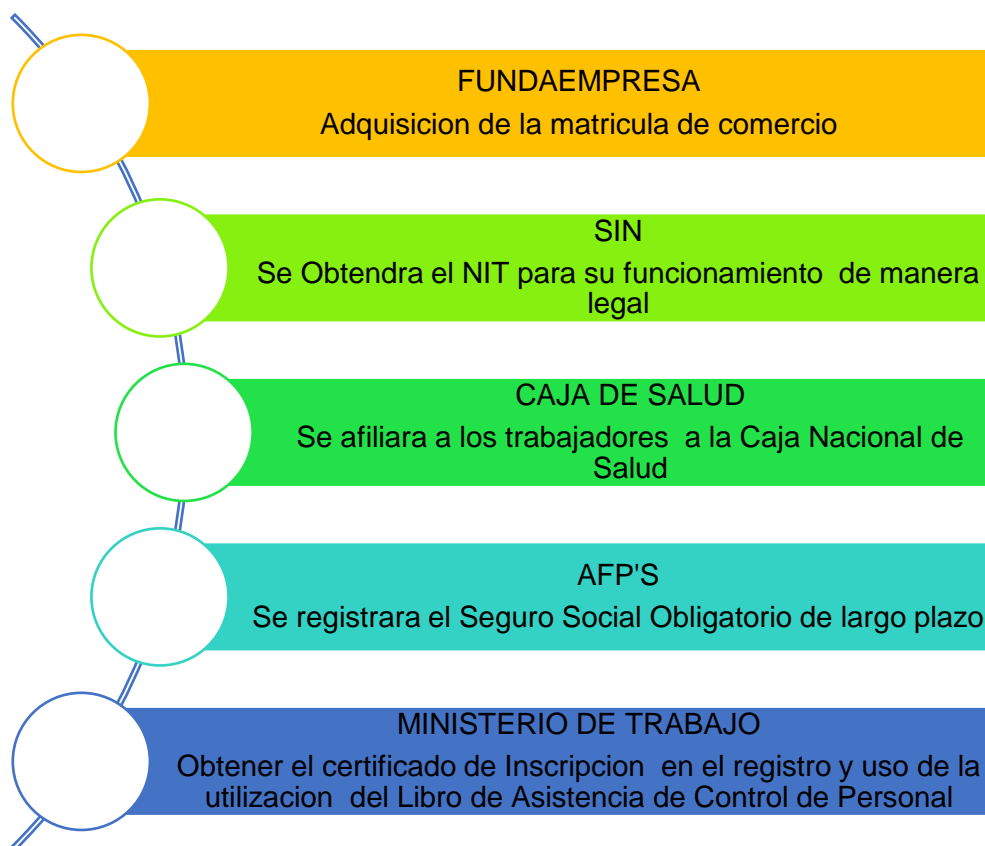 FUNDAEMPRESA
Adquisicion de la matricula de comercio
SIN
Se Obtendra el NIT para su funcionamiento de manera
legal
CAJA DE SALUD
Se afiliara a los trabajadores a la Caja Nacional de
Salud
AFP'S
Se registrara el Seguro Social Obligatorio de largo plazo
MINISTERIO DE TRABAJO
Obtener el certificado de Inscripcion en el registro y uso de la
utilizacion del Libro de Asistencia de Control de Personal